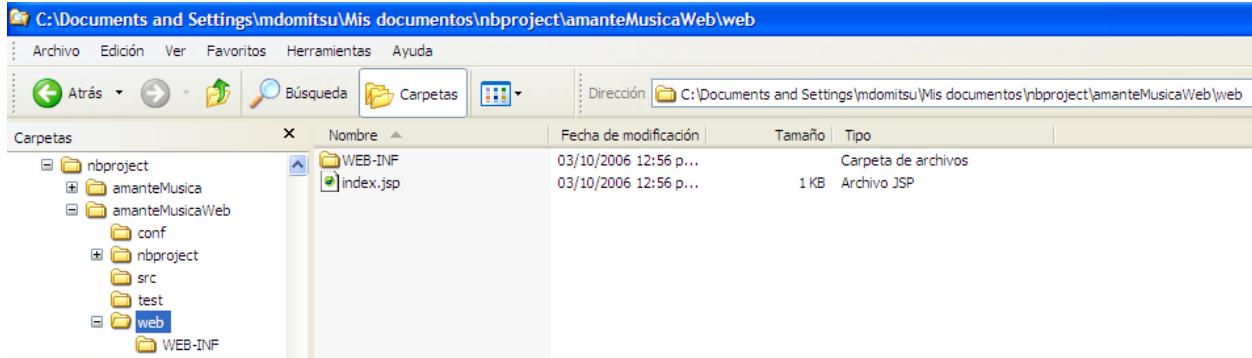 C:\Documents and Settings\mdomitsu\Mis documentos\nbproject\amanteMusicaWeb\web
Archivo Edición Ver Favoritos Herramientas Ayuda
Atrás Búsqueda Carpetas Dirección C:\Documents and Settings\mdomitsu\Mis documentos\nbproject\amanteMusicaWeb\web
Carpetas x Nombre Fecha de modificación Tamaño Tipo
nbproject WEB-INF 03/10/2006 12:56 p... Carpeta de archivos
amanteMusica index.jsp 03/10/2006 12:56 p... 1 KB Archivo JSP
amanteMusicaWeb
conf
nbproject
src
test
web
WEB-INF